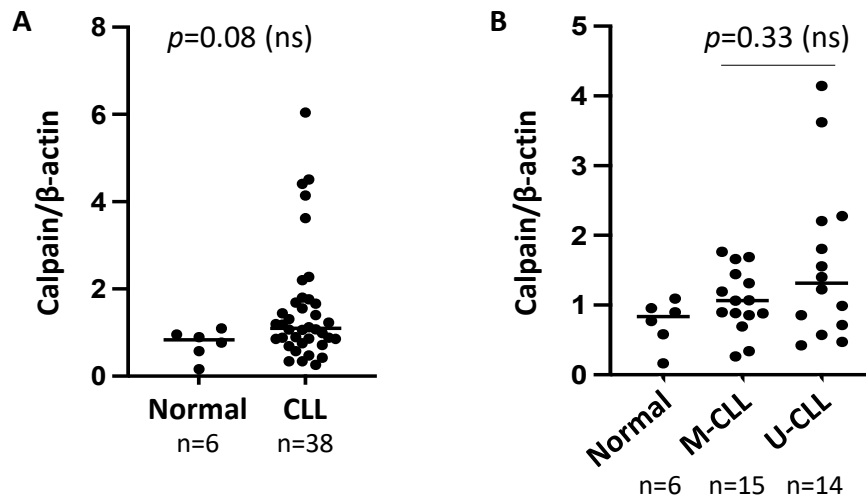 A
p=0.08 (ns)
Calpain/β-actin
8
6
4
2
0
Normal
CLL
n=6
n=38
B
p=0.33 (ns)
Calpain/β-actin
5
4
3
2
1
0
Normal
M-CLL
U-CLL
n=6
n=15
n=14